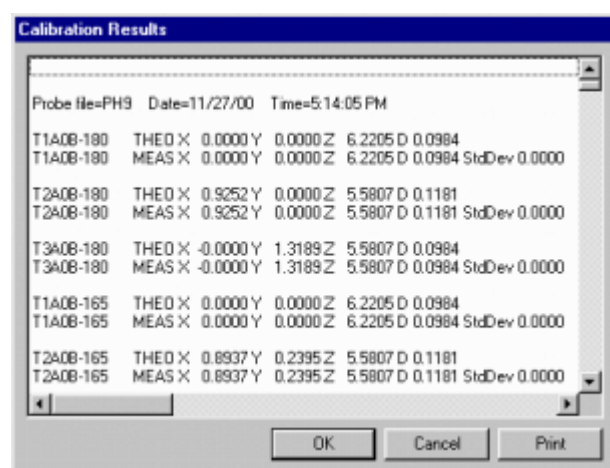 Calibration Results
Probe file=PH9 Date=11/27/00 Time=5:14:05 PM
T1A0B-180 THEO X 0.0000 Y 0.0000 Z 6.2205 D 0.0984
T1A0B-180 MEAS X 0.0000 Y 0.0000 Z 6.2205 D 0.0984 StdDev 0.0000
T2A0B-180 THEO X 0.9252 Y 0.0000 Z 5.5807 D 0.1181
T2A0B-180 MEAS X 0.9252 Y 0.0000 Z 5.5807 D 0.1181 StdDev 0.0000
T3A0B-180 THEO X -0.0000 Y 1.3189 Z 5.5807 D 0.0984
T3A0B-180 MEAS X -0.0000 Y 1.3189 Z 5.5807 D 0.0984 StdDev 0.0000
T1A0B-165 THEO X 0.0000 Y 0.0000 Z 6.2205 D 0.0984
T1A0B-165 MEAS X 0.0000 Y 0.0000 Z 6.2205 D 0.0984 StdDev 0.0000
T2A0B-165 THEO X 0.8937 Y 0.2395 Z 5.5807 D 0.1181
T2A0B-165 MEAS X 0.8937 Y 0.2395 Z 5.5807 D 0.1181 StdDev 0.0000
OK Cancel Print